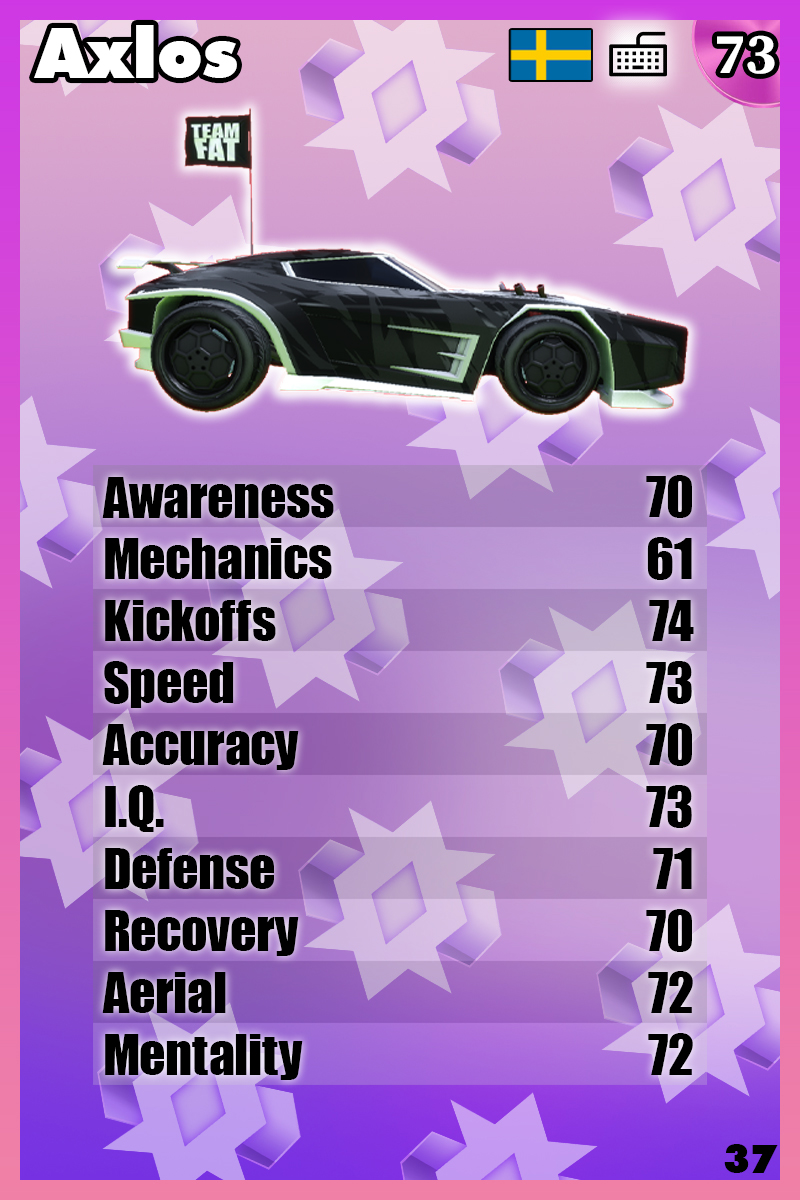 Axlos 73
TEAM
FAT
Awareness 70
Mechanics 61
Kickoffs 74
Speed 73
Accuracy 70
I.Q. 73
Defense 71
Recovery 70
Aerial 72
Mentality 72
37